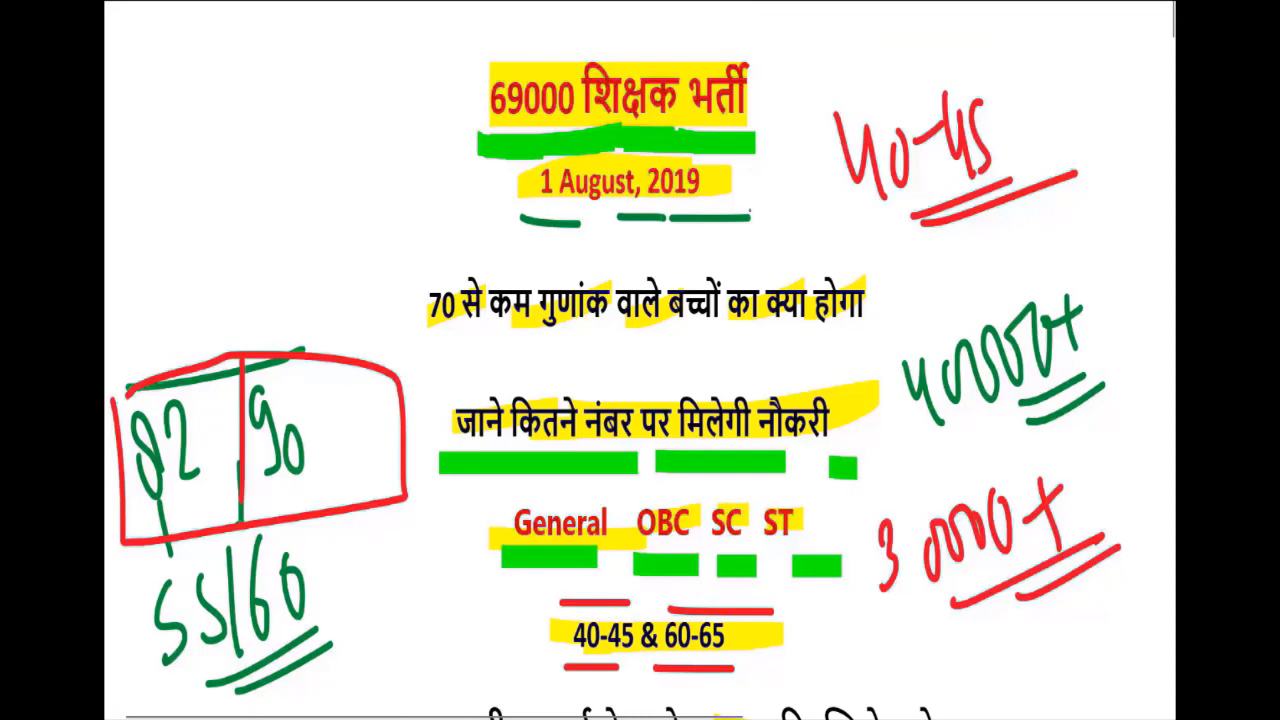 69000 शिक्षक भर्ती
1 August, 2019
40-45
70 से कम गुणांक वाले बच्चों का क्या होगा
40000+
82 90
जाने कितने नंबर पर मिलेगी नौकरी
General OBC SC ST
30000+
55/60
40-45 & 60-65